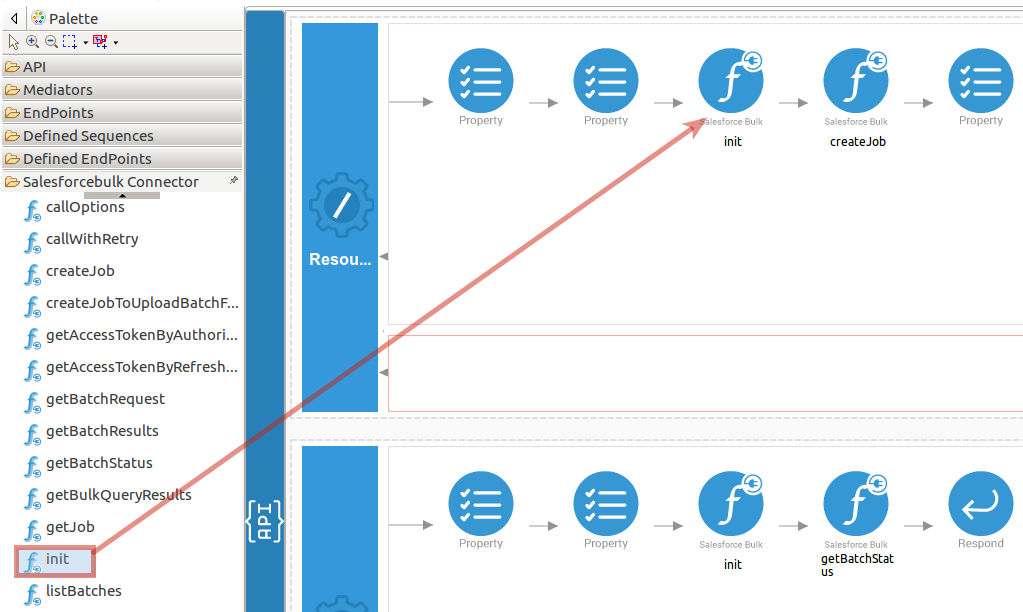 Palette
API
Mediators
EndPoints
Defined Sequences
Defined EndPoints
Salesforcebulk Connector
callOptions
callWithRetry
createJob
createJobToUploadBatchF...
getAccessTokenByAuthori...
getAccessTokenByRefresh...
getBatchRequest
getBatchResults
getBatchStatus
getBulkQueryResults
getJob
init
listBatches
{API}
Resou...
Property
Property
Salesforce Bulk
init
Salesforce Bulk
createJob
Property
Property
Property
Salesforce Bulk
init
Salesforce Bulk
getBatchStat
us
Respond